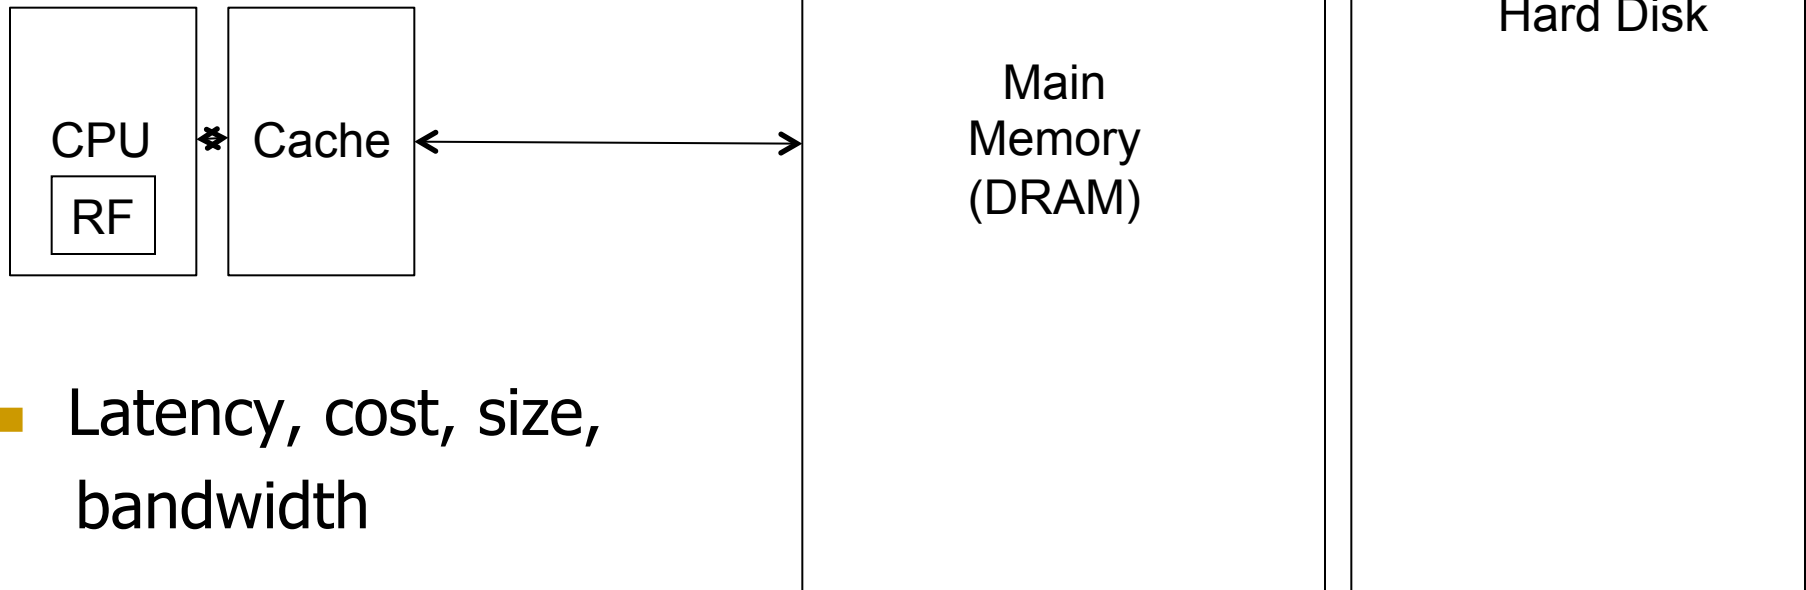 CPU
RF
Cache
Main
Memory
(DRAM)
Hard Disk
Latency, cost, size,
bandwidth